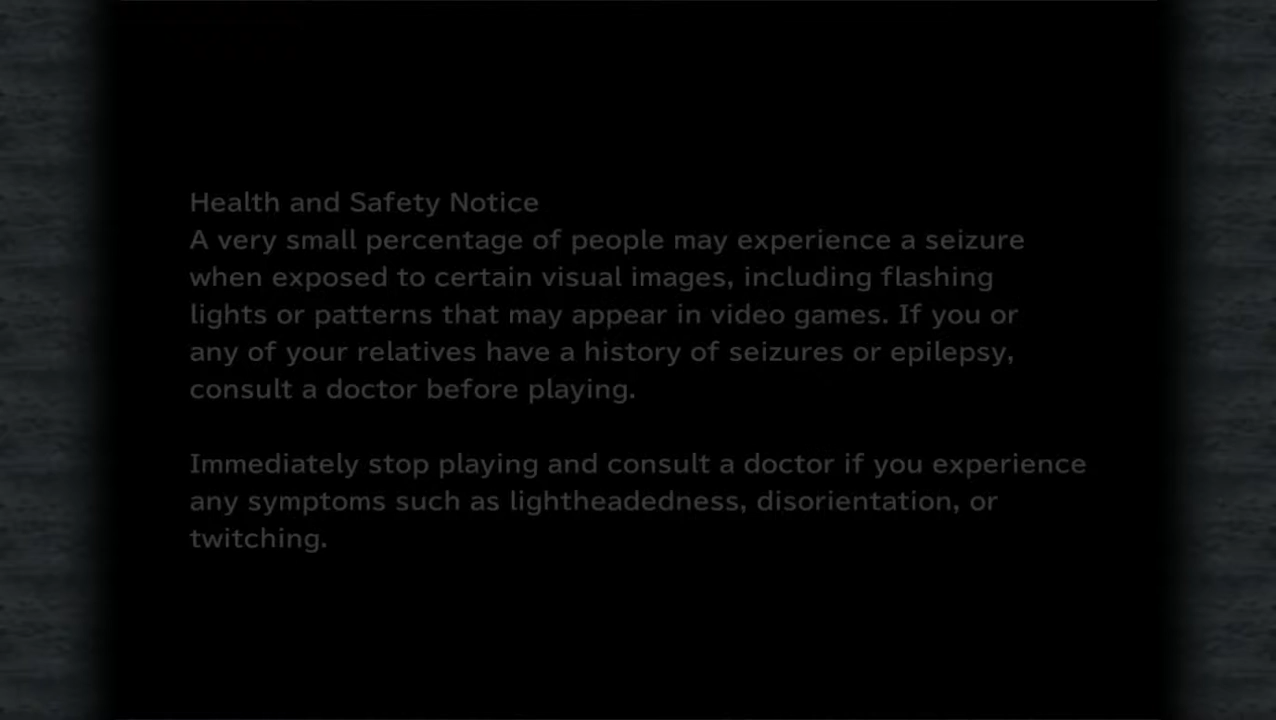 Health and Safety Notice
A very small percentage of people may experience a seizure
when exposed to certain visual images, including flashing
lights or patterns that may appear in video games. If you or
any of your relatives have a history of seizures or epilepsy,
consult a doctor before playing.
Immediately stop playing and consult a doctor if you experience
any symptoms such as lightheadedness, disorientation, or
twitching.